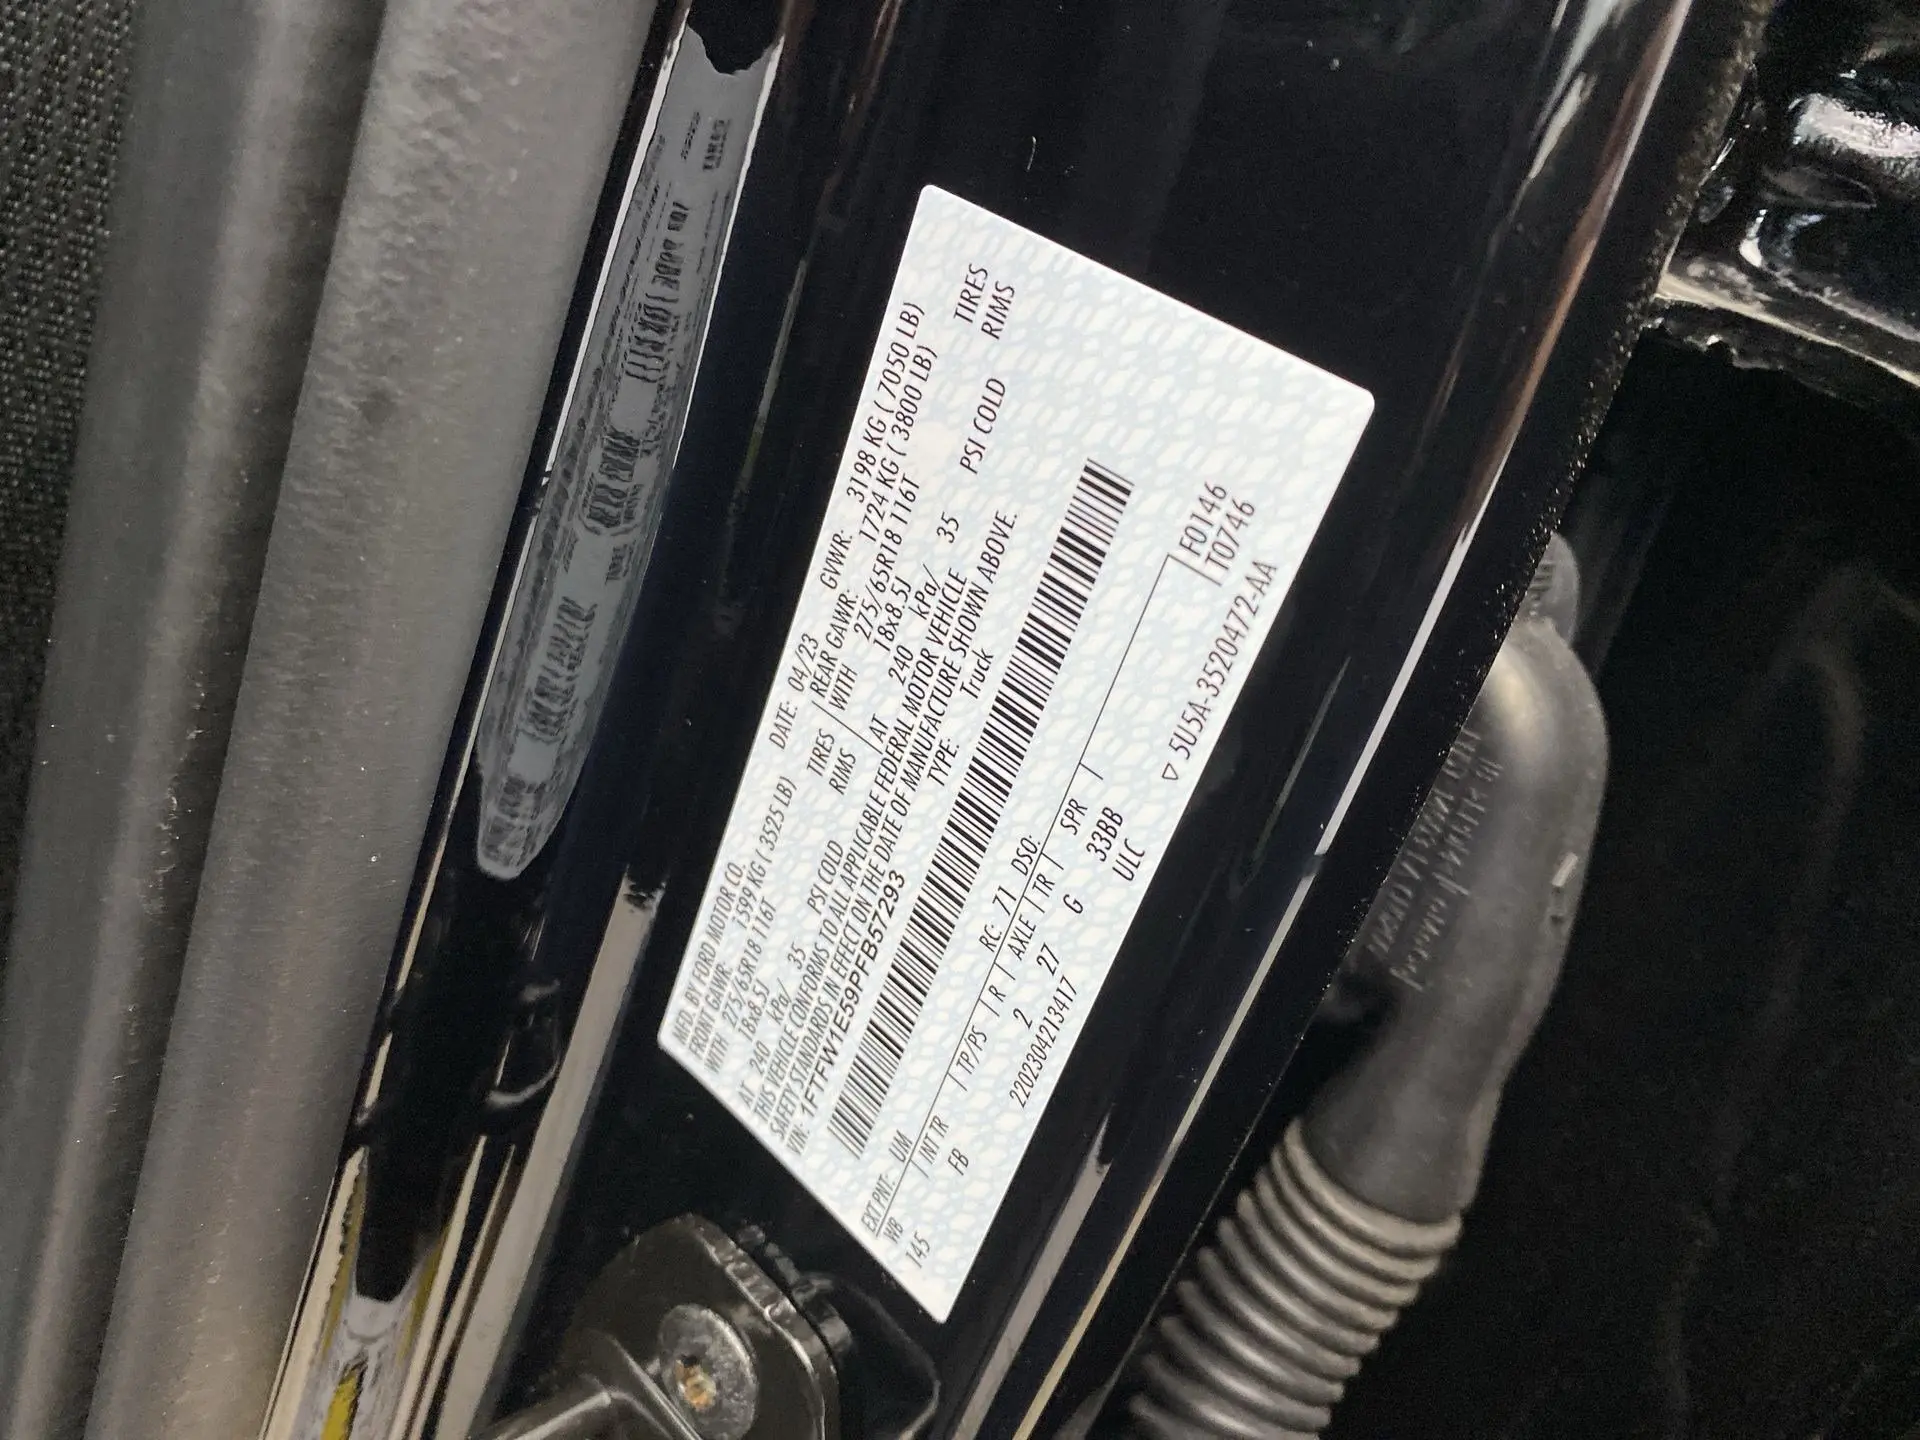 MFD. BY FORD MOTOR CO. DATE: 04/23 GVWR: 3198 KG ( 7050 LB)
FRONT GAWR: 1599 KG ( 3525 LB) REAR GAWR: 1724 KG ( 3800 LB)
WITH 275/65R18 116T TIRES WITH 275/65R18 116T TIRES
18x8.5J RIMS 18x8.5J RIMS
AT 240 kPa/ 35 PSI COLD AT 240 kPa/ 35 PSI COLD
THIS VEHICLE CONFORMS TO ALL APPLICABLE FEDERAL MOTOR VEHICLE
SAFETY STANDARDS IN EFFECT ON THE DATE OF MANUFACTURE SHOWN ABOVE.
VIN: 1FTFW1E59PFB57293 TYPE: Truck
EXT PNT: UM RC: 71 DSO: F0146
WB INT TR TP/PS R AXLE TR SPR T0746
145 FB 2 27 G 33BB
2202304213417 ULC
▽ 5U5A-3520472-AA